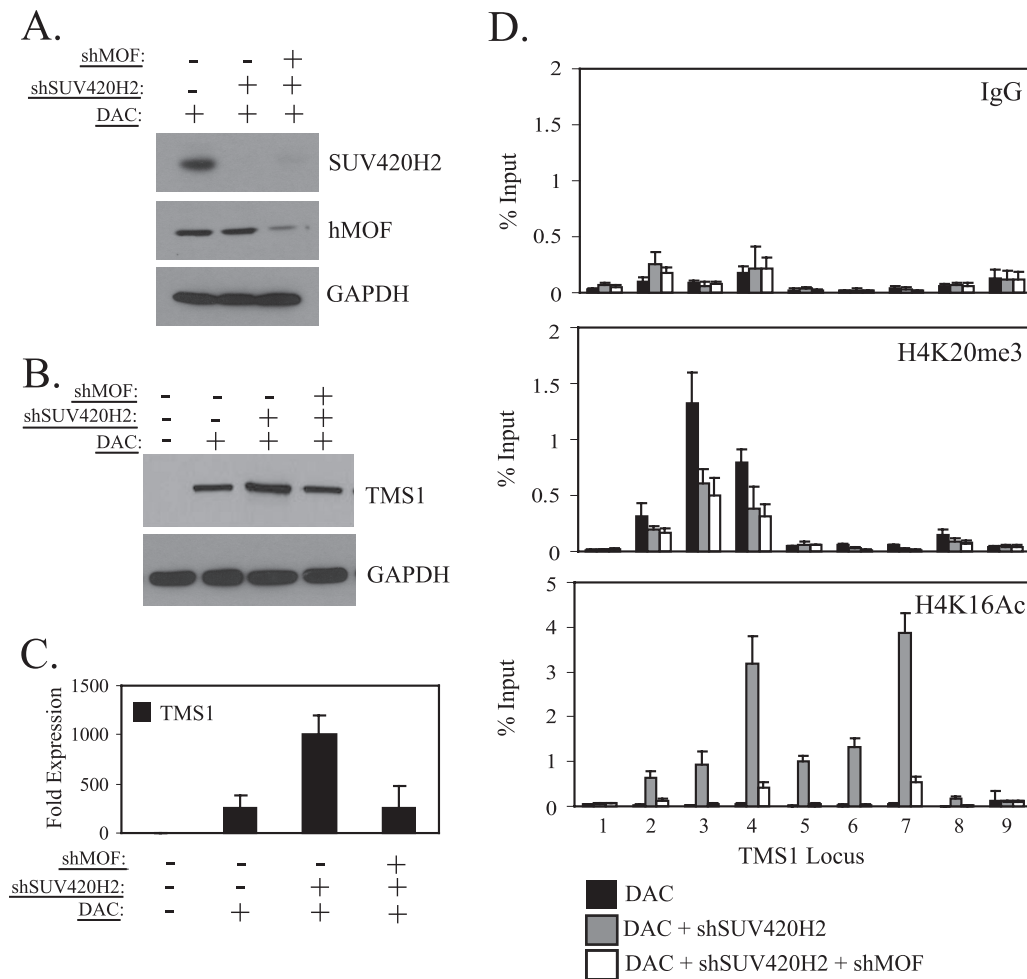 A.
shMOF: - - +
shSUV420H2: - + +
DAC: + + +
SUV420H2
hMOF
GAPDH
B.
shMOF: - - - +
shSUV420H2: - - + +
DAC: - + + +
TMS1
GAPDH
C.
Fold Expression
1500
1000
500
0
TMS1
shMOF: - - - +
shSUV420H2: - - + +
DAC: - + + +
D.
IgG
% Input
2
1.5
1
0.5
0
H4K20me3
% Input
2
1.5
1
0.5
0
H4K16Ac
% Input
5
4
3
2
1
0
1 2 3 4 5 6 7 8 9
TMS1 Locus
DAC
DAC + shSUV420H2
DAC + shSUV420H2 + shMOF